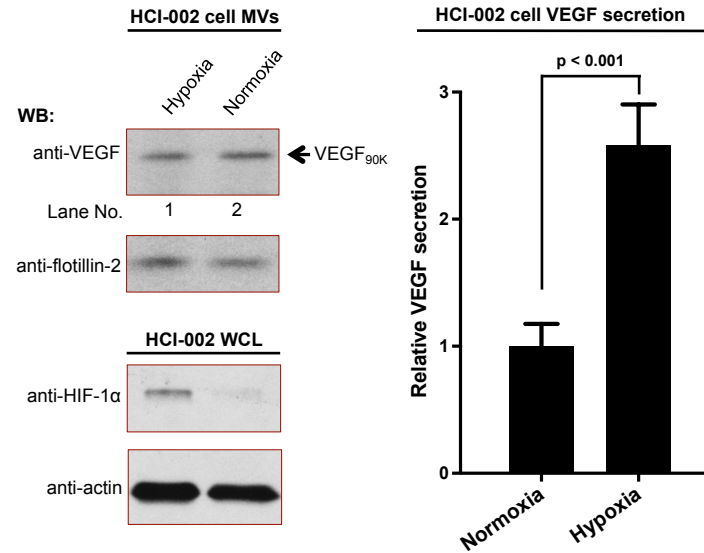 HCI-002 cell MVs
Hypoxia
Normoxia
WB:
anti-VEGF
VEGF90K
Lane No. 1 2
anti-flotillin-2
HCI-002 WCL
anti-HIF-1α
anti-actin
HCI-002 cell VEGF secretion
p < 0.001
Relative VEGF secretion
3
2
1
0
Normoxia
Hypoxia